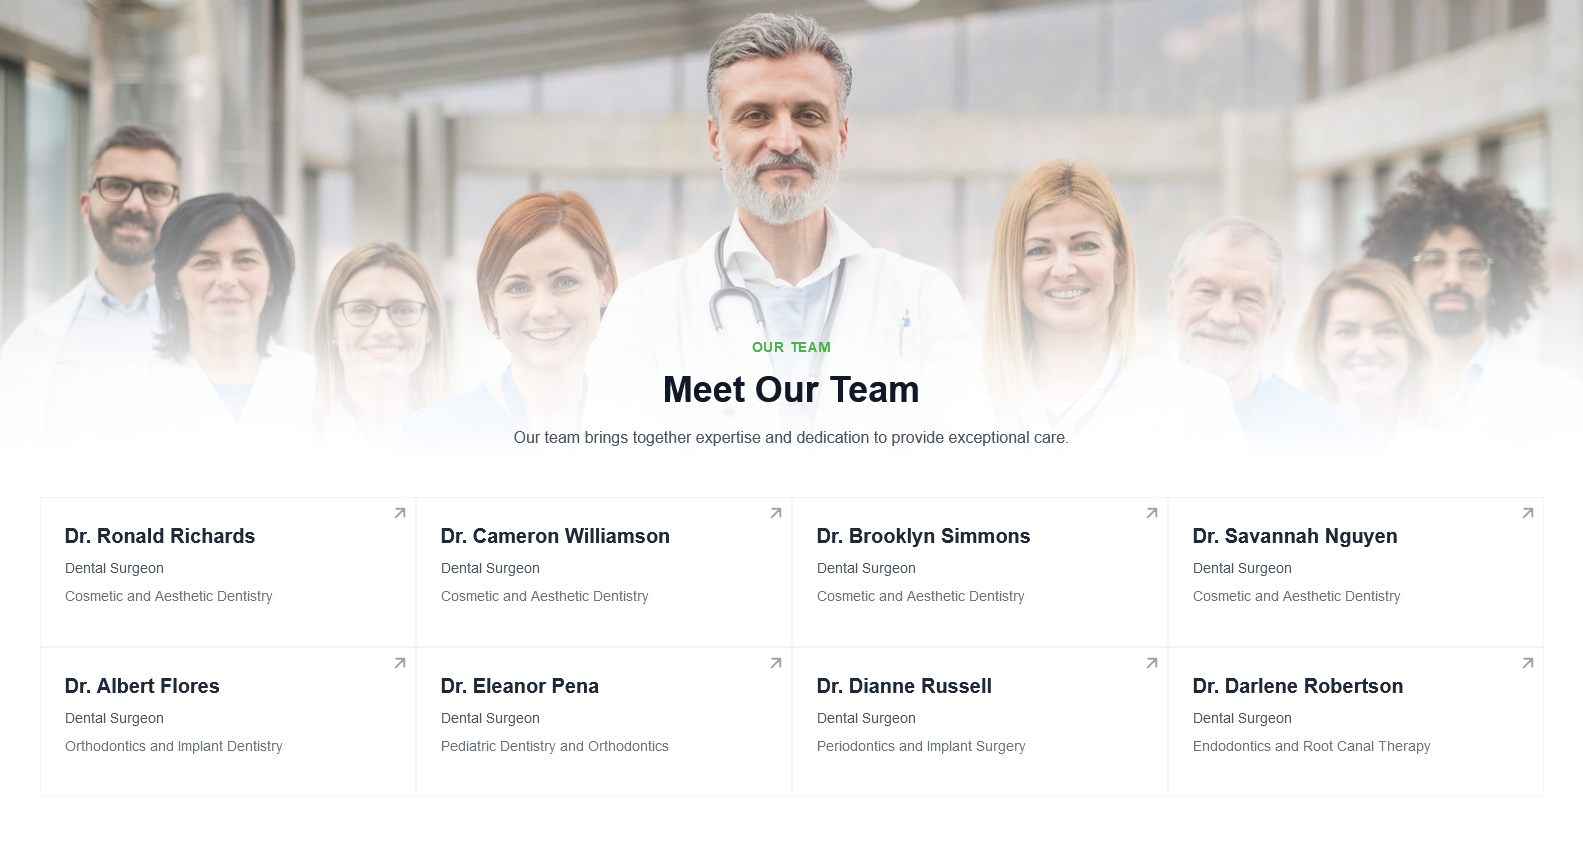 OUR TEAM
Meet Our Team
Our team brings together expertise and dedication to provide exceptional care.
Dr. Ronald Richards
Dental Surgeon
Cosmetic and Aesthetic Dentistry
Dr. Cameron Williamson
Dental Surgeon
Cosmetic and Aesthetic Dentistry
Dr. Brooklyn Simmons
Dental Surgeon
Cosmetic and Aesthetic Dentistry
Dr. Savannah Nguyen
Dental Surgeon
Cosmetic and Aesthetic Dentistry
Dr. Albert Flores
Dental Surgeon
Orthodontics and Implant Dentistry
Dr. Eleanor Pena
Dental Surgeon
Pediatric Dentistry and Orthodontics
Dr. Dianne Russell
Dental Surgeon
Periodontics and Implant Surgery
Dr. Darlene Robertson
Dental Surgeon
Endodontics and Root Canal Therapy